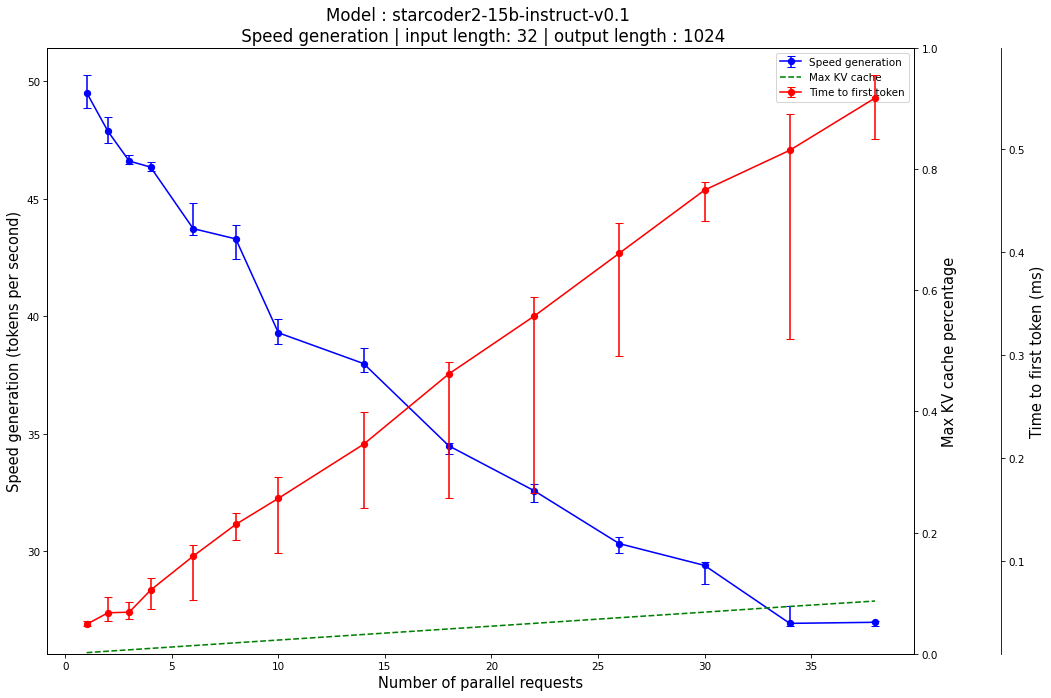 Model : starcoder2-15b-instruct-v0.1
Speed generation | input length: 32 | output length : 1024
Speed generation
Max KV cache
Time to first token
Speed generation (tokens per second)
50
45
40
35
30
1.0
0.8
0.6
0.4
0.2
0.0
Max KV cache percentage
0.5
0.4
0.3
0.2
0.1
Time to first token (ms)
0
5
10
15
20
25
30
35
Number of parallel requests